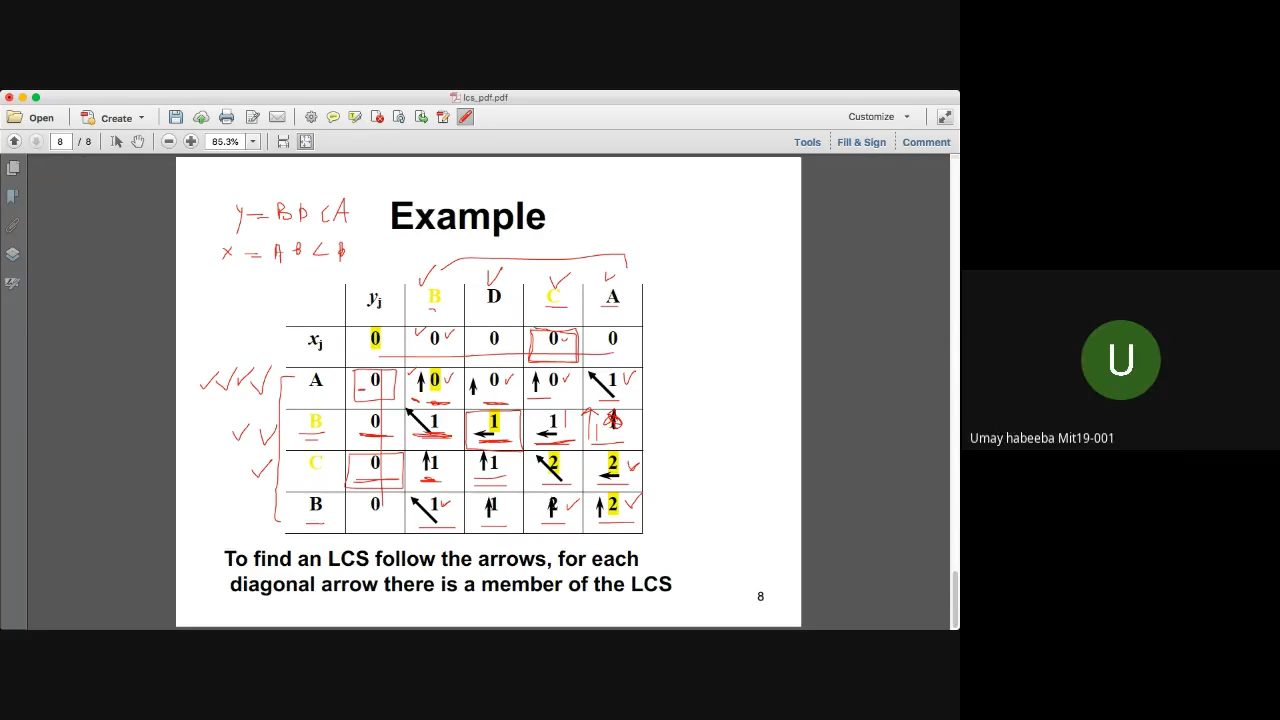 lcs_pdf.pdf
Open Create Customize
8 / 8 85.3% Tools Fill & Sign Comment
y = B D C A
x = A B C B
Example
yj B D C A
xj 0 0 0 0 0
A 0 0 0 0 1
B 0 1 1 1 1
C 0 1 1 2 2
B 0 1 1 2 2
To find an LCS follow the arrows, for each
diagonal arrow there is a member of the LCS
8
U
Umay habeeba Mit19-001